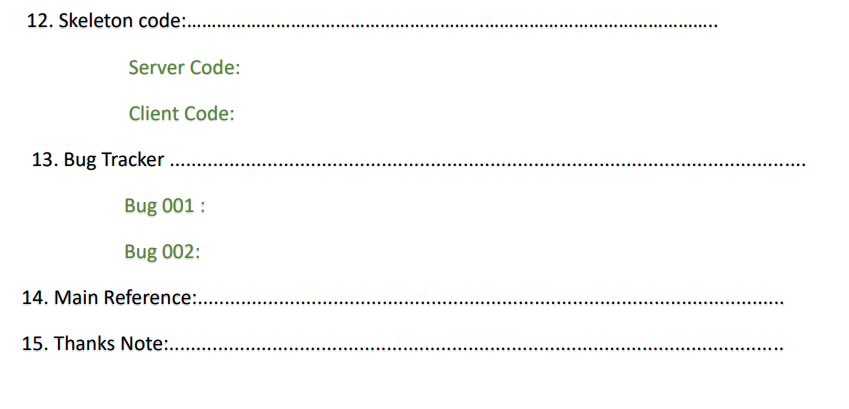 12. Skeleton code:..........................................................................................................
Server Code:
Client Code:
13. Bug Tracker ........................................................................................................................
Bug 001 :
Bug 002:
14. Main Reference:..............................................................................................................
15. Thanks Note:...................................................................................................................